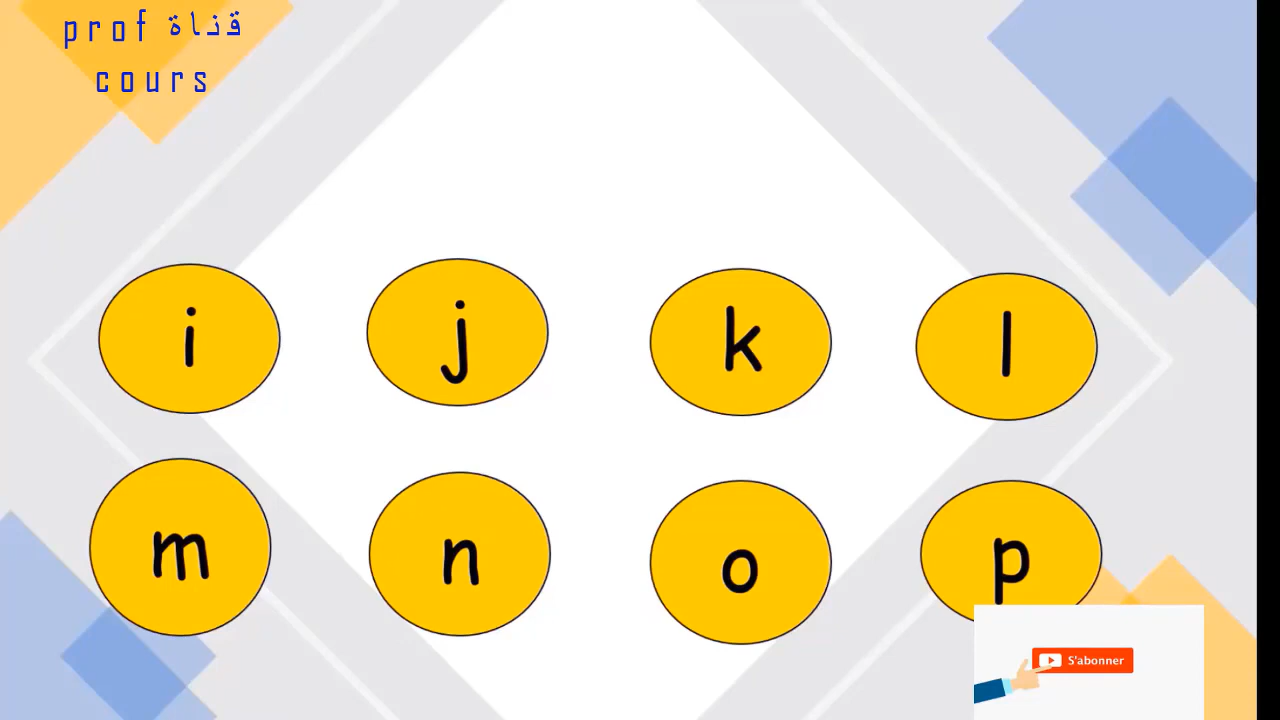 prof قناة
cours
i j k l
m n o p
S'abonner